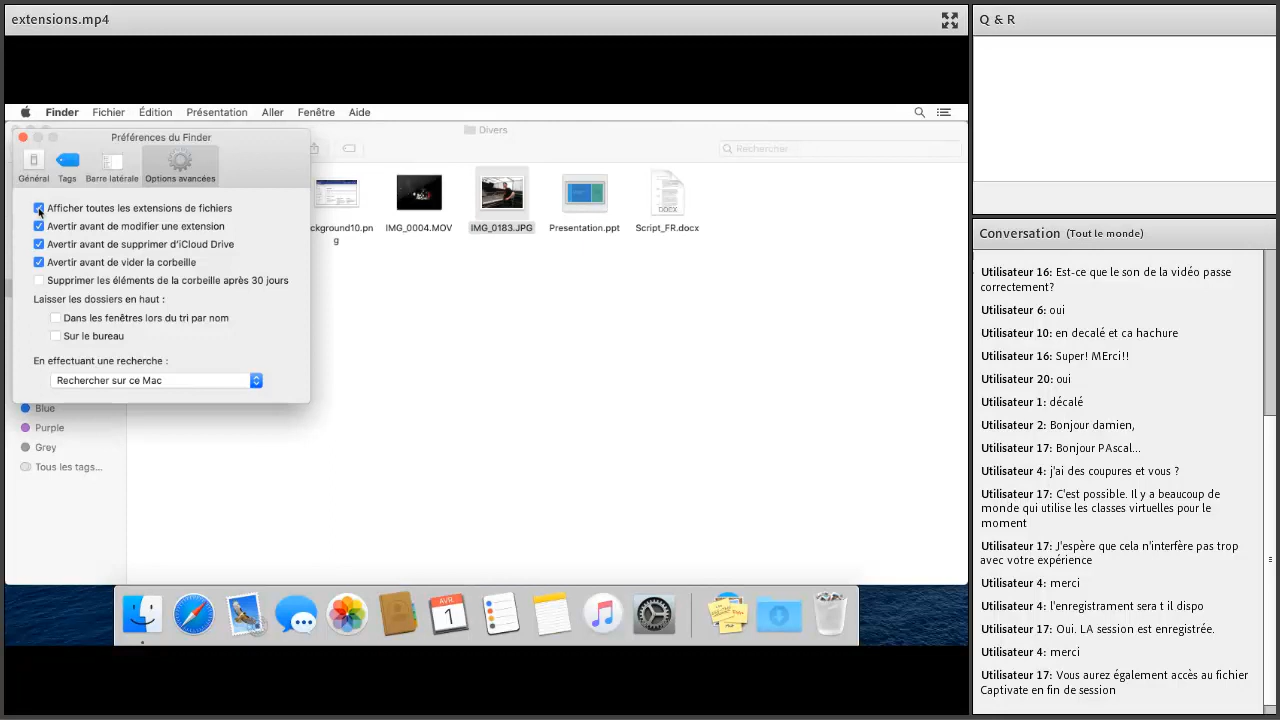 extensions.mp4
Finder Fichier Édition Présentation Aller Fenêtre Aide
Préférences du Finder
Général Tags Barre latérale Options avancées
Afficher toutes les extensions de fichiers
Avertir avant de modifier une extension
Avertir avant de supprimer d'iCloud Drive
Avertir avant de vider la corbeille
Supprimer les éléments de la corbeille après 30 jours
Laisser les dossiers en haut :
Dans les fenêtres lors du tri par nom
Sur le bureau
En effectuant une recherche :
Rechercher sur ce Mac
Divers
Rechercher
ckground10.pn
g
IMG_0004.MOV
IMG_0183.JPG
Presentation.ppt
DOCX
Script_FR.docx
Blue
Purple
Grey
Tous les tags...
AVR.
1
Q & R
Conversation (Tout le monde)
Utilisateur 16: Est-ce que le son de la vidéo passe
correctement?
Utilisateur 6: oui
Utilisateur 10: en decalé et ca hachure
Utilisateur 16: Super! MErci!!
Utilisateur 20: oui
Utilisateur 1: décalé
Utilisateur 2: Bonjour damien,
Utilisateur 17: Bonjour PAscal...
Utilisateur 4: j'ai des coupures et vous ?
Utilisateur 17: C'est possible. Il y a beaucoup de
monde qui utilise les classes virtuelles pour le
moment
Utilisateur 17: J'espère que cela n'interfère pas trop
avec votre expérience
Utilisateur 4: merci
Utilisateur 4: l'enregistrament sera t il dispo
Utilisateur 17: Oui. LA session est enregistrée.
Utilisateur 4: merci
Utilisateur 17: Vous aurez également accès au fichier
Captivate en fin de session